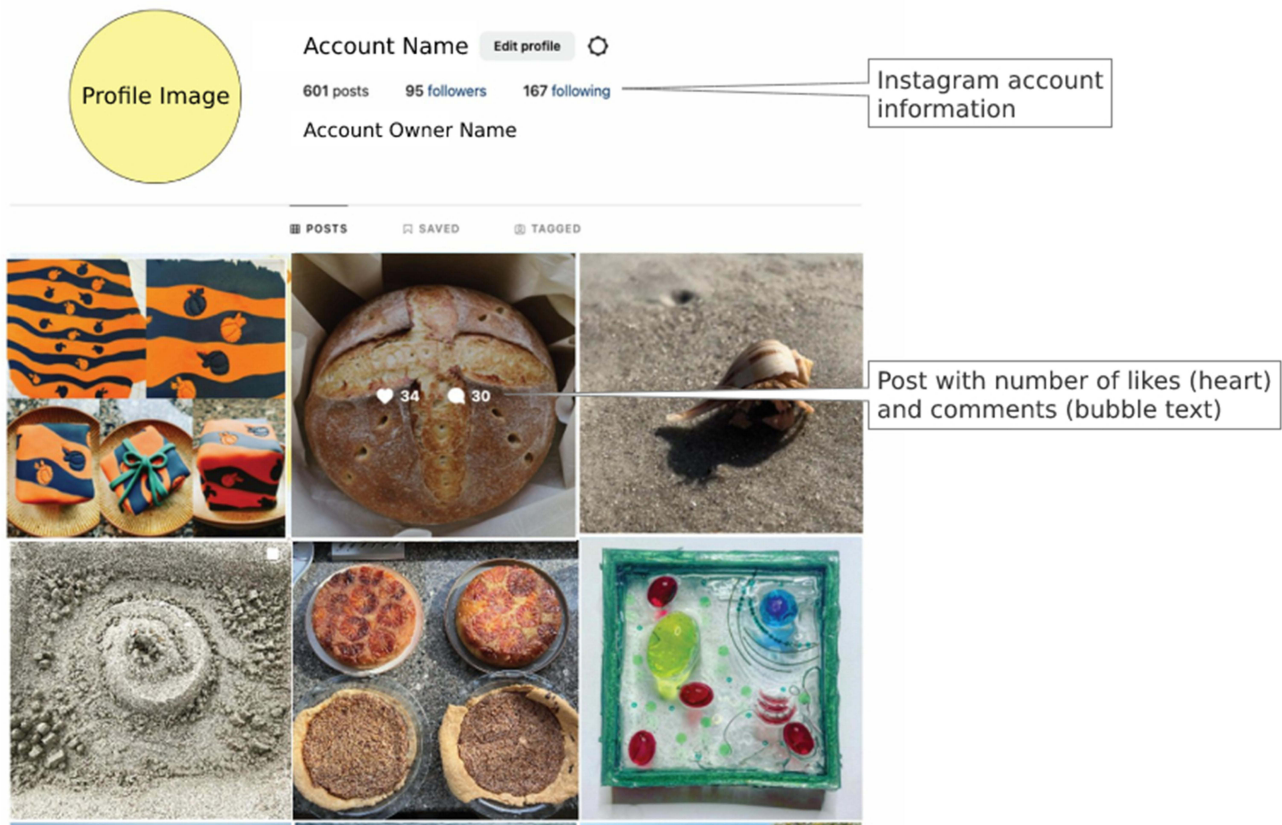 Profile Image
Account Name Edit profile
601 posts 95 followers 167 following
Account Owner Name
Instagram account
information
POSTS SAVED TAGGED
34 30
Post with number of likes (heart)
and comments (bubble text)